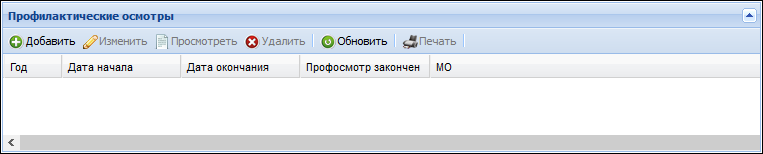 Профилактические осмотры
Добавить Изменить Просмотреть Удалить Обновить Печать
Год Дата начала Дата окончания Профосмотр закончен МО